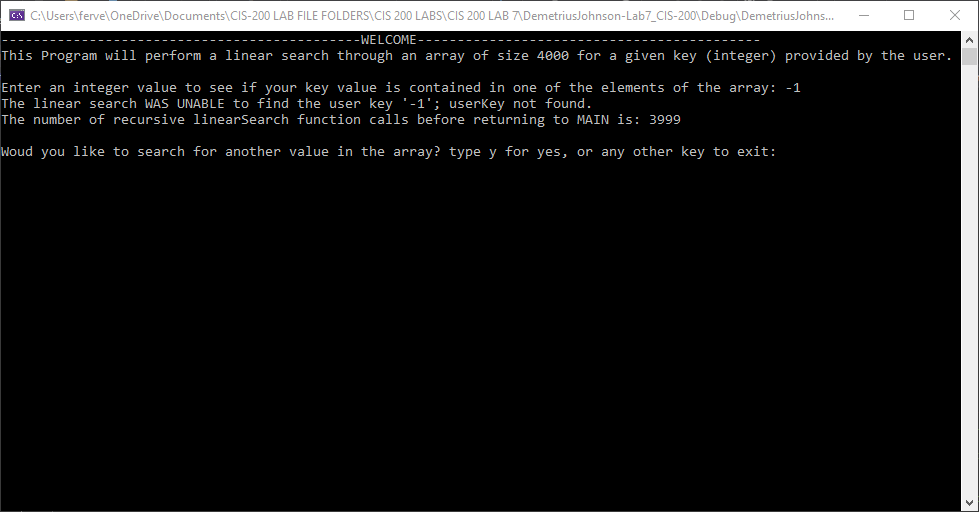 C:\Users\ferve\OneDrive\Documents\CIS-200 LAB FILE FOLDERS\CIS 200 LABS\CIS 200 LAB 7\DemetriusJohnson-Lab7_CIS-200\Debug\DemetriusJohns...
---------------------------------------------WELCOME-------------------------------------------
This Program will perform a linear search through an array of size 4000 for a given key (integer) provided by the user.
Enter an integer value to see if your key value is contained in one of the elements of the array: -1
The linear search WAS UNABLE to find the user key '-1'; userKey not found.
The number of recursive linearSearch function calls before returning to MAIN is: 3999
Woud you like to search for another value in the array? type y for yes, or any other key to exit: